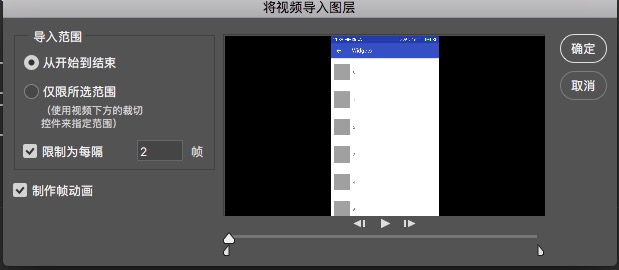 将视频导入图层
导入范围
从开始到结束
仅限所选范围
（使用视频下方的裁切
控件来指定范围）
限制为每隔 2 帧
制作帧动画
Widgets
确定
取消